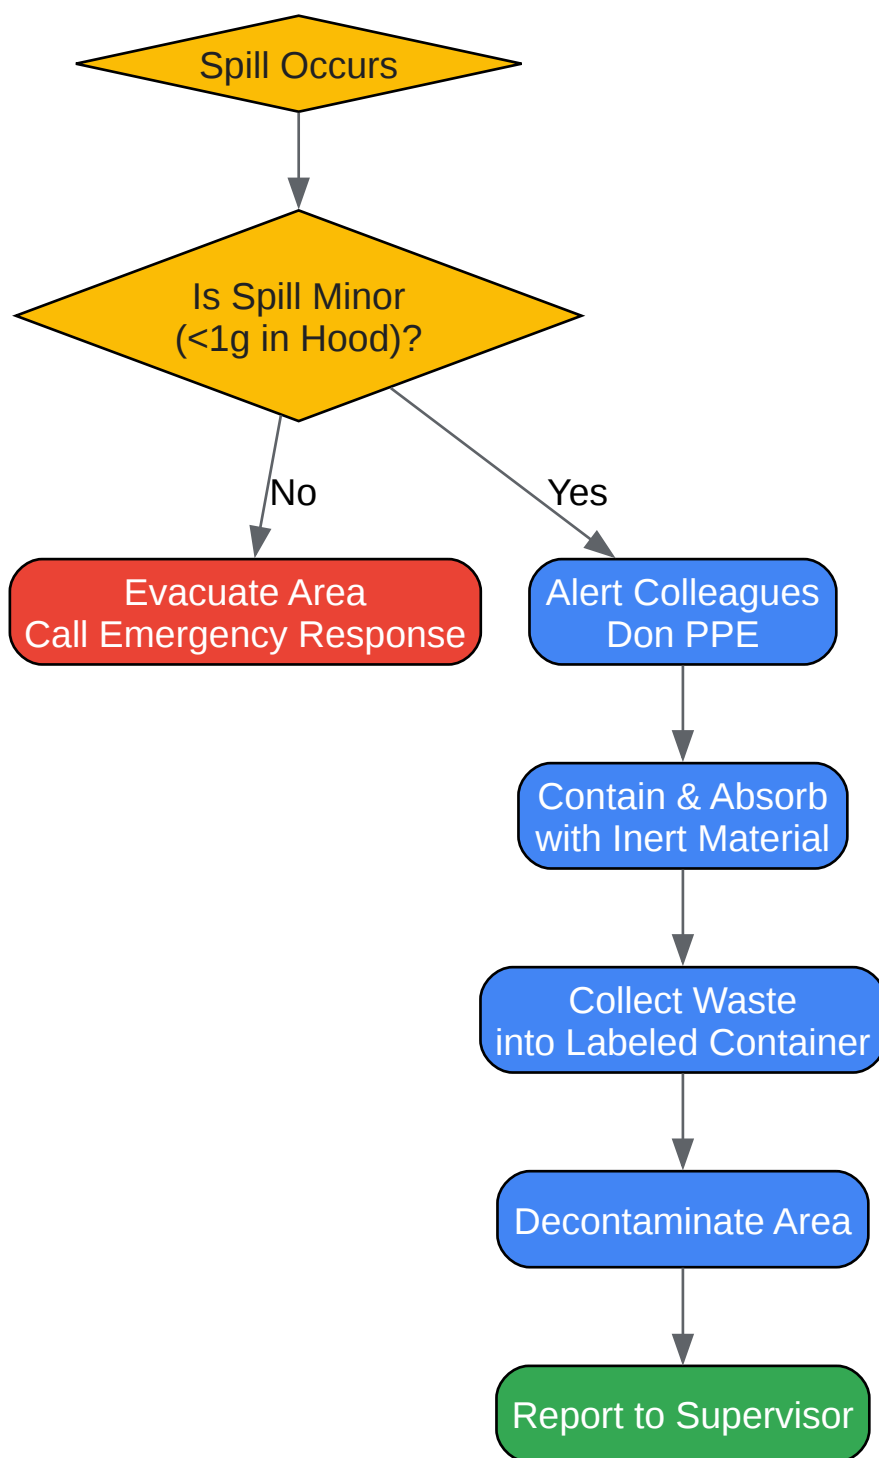 Spill Occurs
Is Spill Minor
(<1g in Hood)?
No
Yes
Evacuate Area
Call Emergency Response
Alert Colleagues
Don PPE
Contain & Absorb
with Inert Material
Collect Waste
into Labeled Container
Decontaminate Area
Report to Supervisor